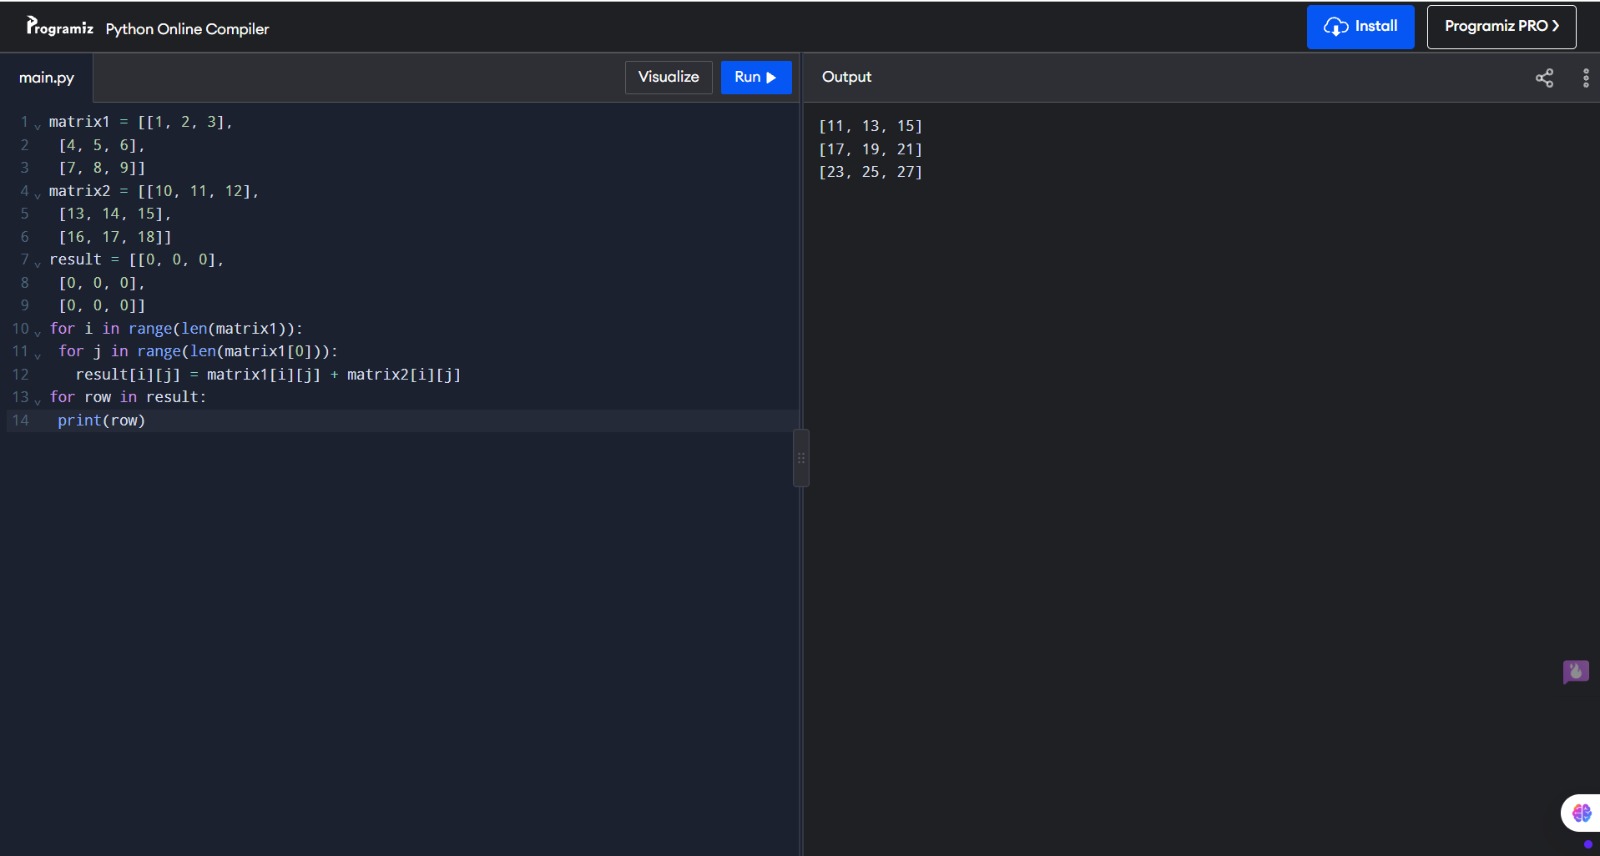 Programiz Python Online Compiler
Install
Programiz PRO >
main.py
Visualize
Run
Output
1 matrix1 = [[1, 2, 3],
2  [4, 5, 6],
3  [7, 8, 9]]
4 matrix2 = [[10, 11, 12],
5  [13, 14, 15],
6  [16, 17, 18]]
7 result = [[0, 0, 0],
8  [0, 0, 0],
9  [0, 0, 0]]
10 for i in range(len(matrix1)):
11  for j in range(len(matrix1[0])):
12    result[i][j] = matrix1[i][j] + matrix2[i][j]
13 for row in result:
14  print(row)
[11, 13, 15]
[17, 19, 21]
[23, 25, 27]